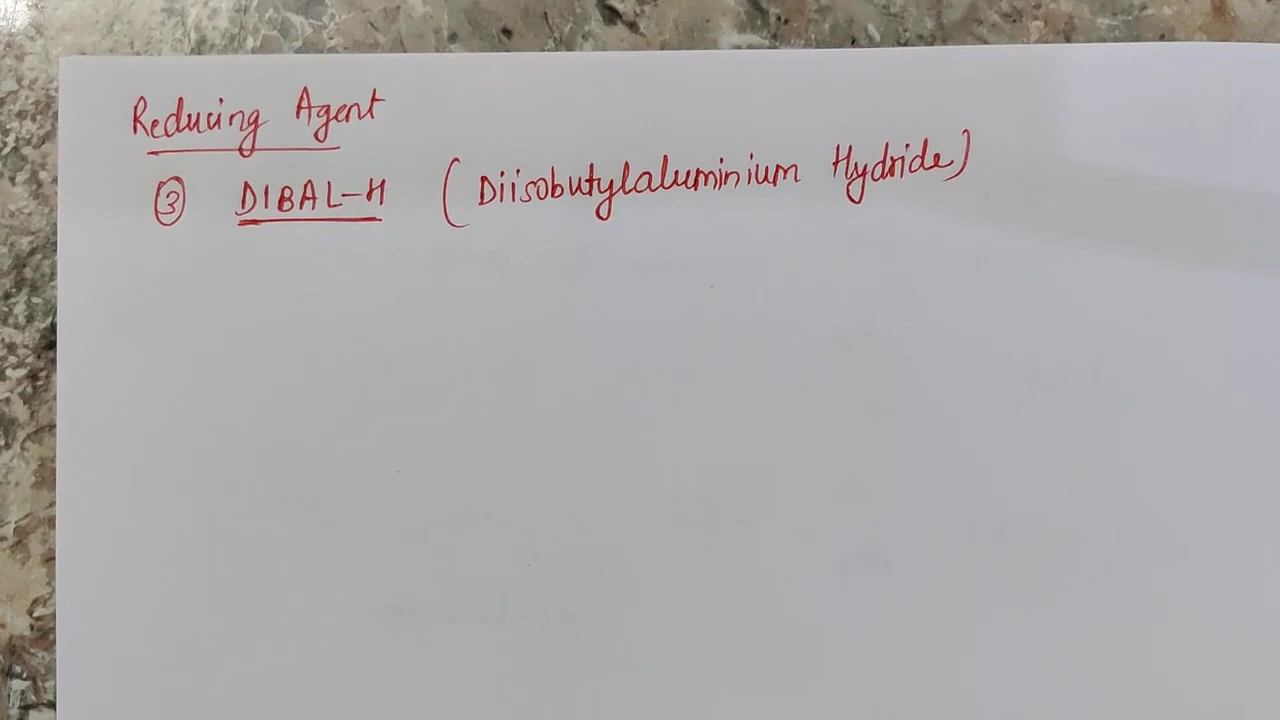 Reducing Agent
③ DIBAL-H (Diisobutylaluminium Hydride)